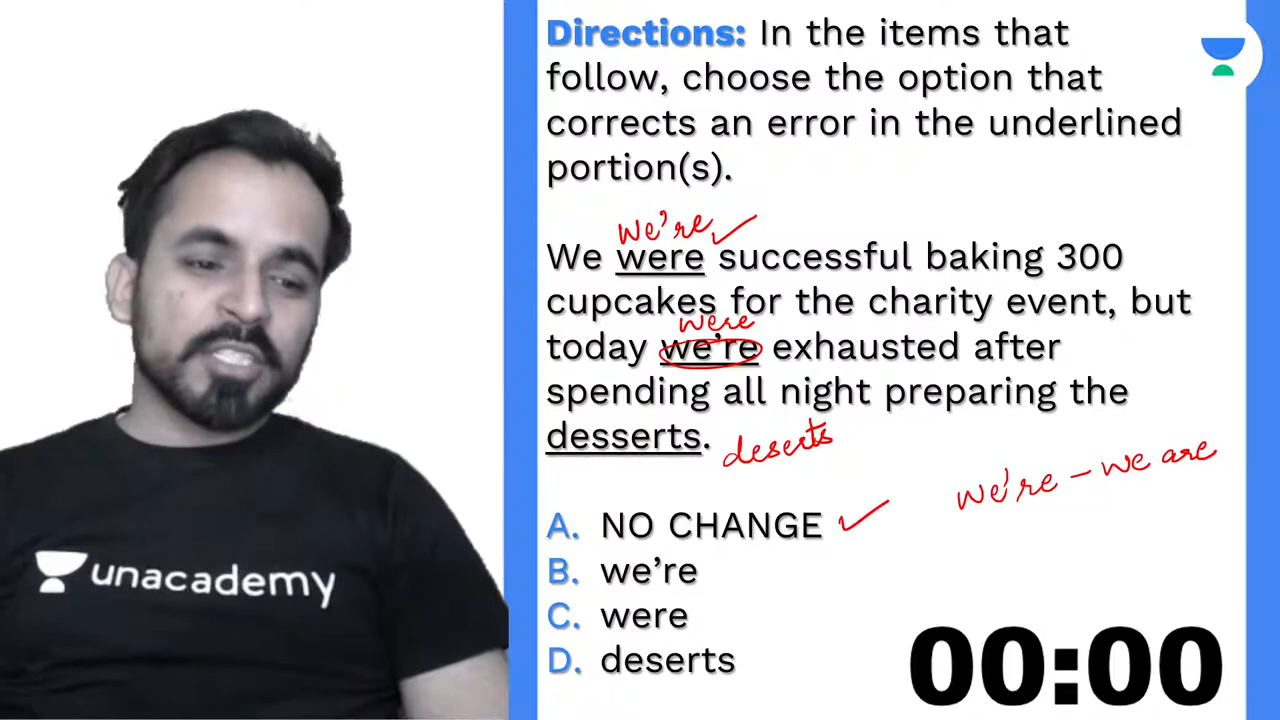 Directions: In the items that
follow, choose the option that
corrects an error in the underlined
portion(s).
we're
We were successful baking 300
cupcakes for the charity event, but
were
today we're exhausted after
spending all night preparing the
desserts.
deserts
we're - we are
A. NO CHANGE
B. we're
C. were
D. deserts
unacademy
00:00